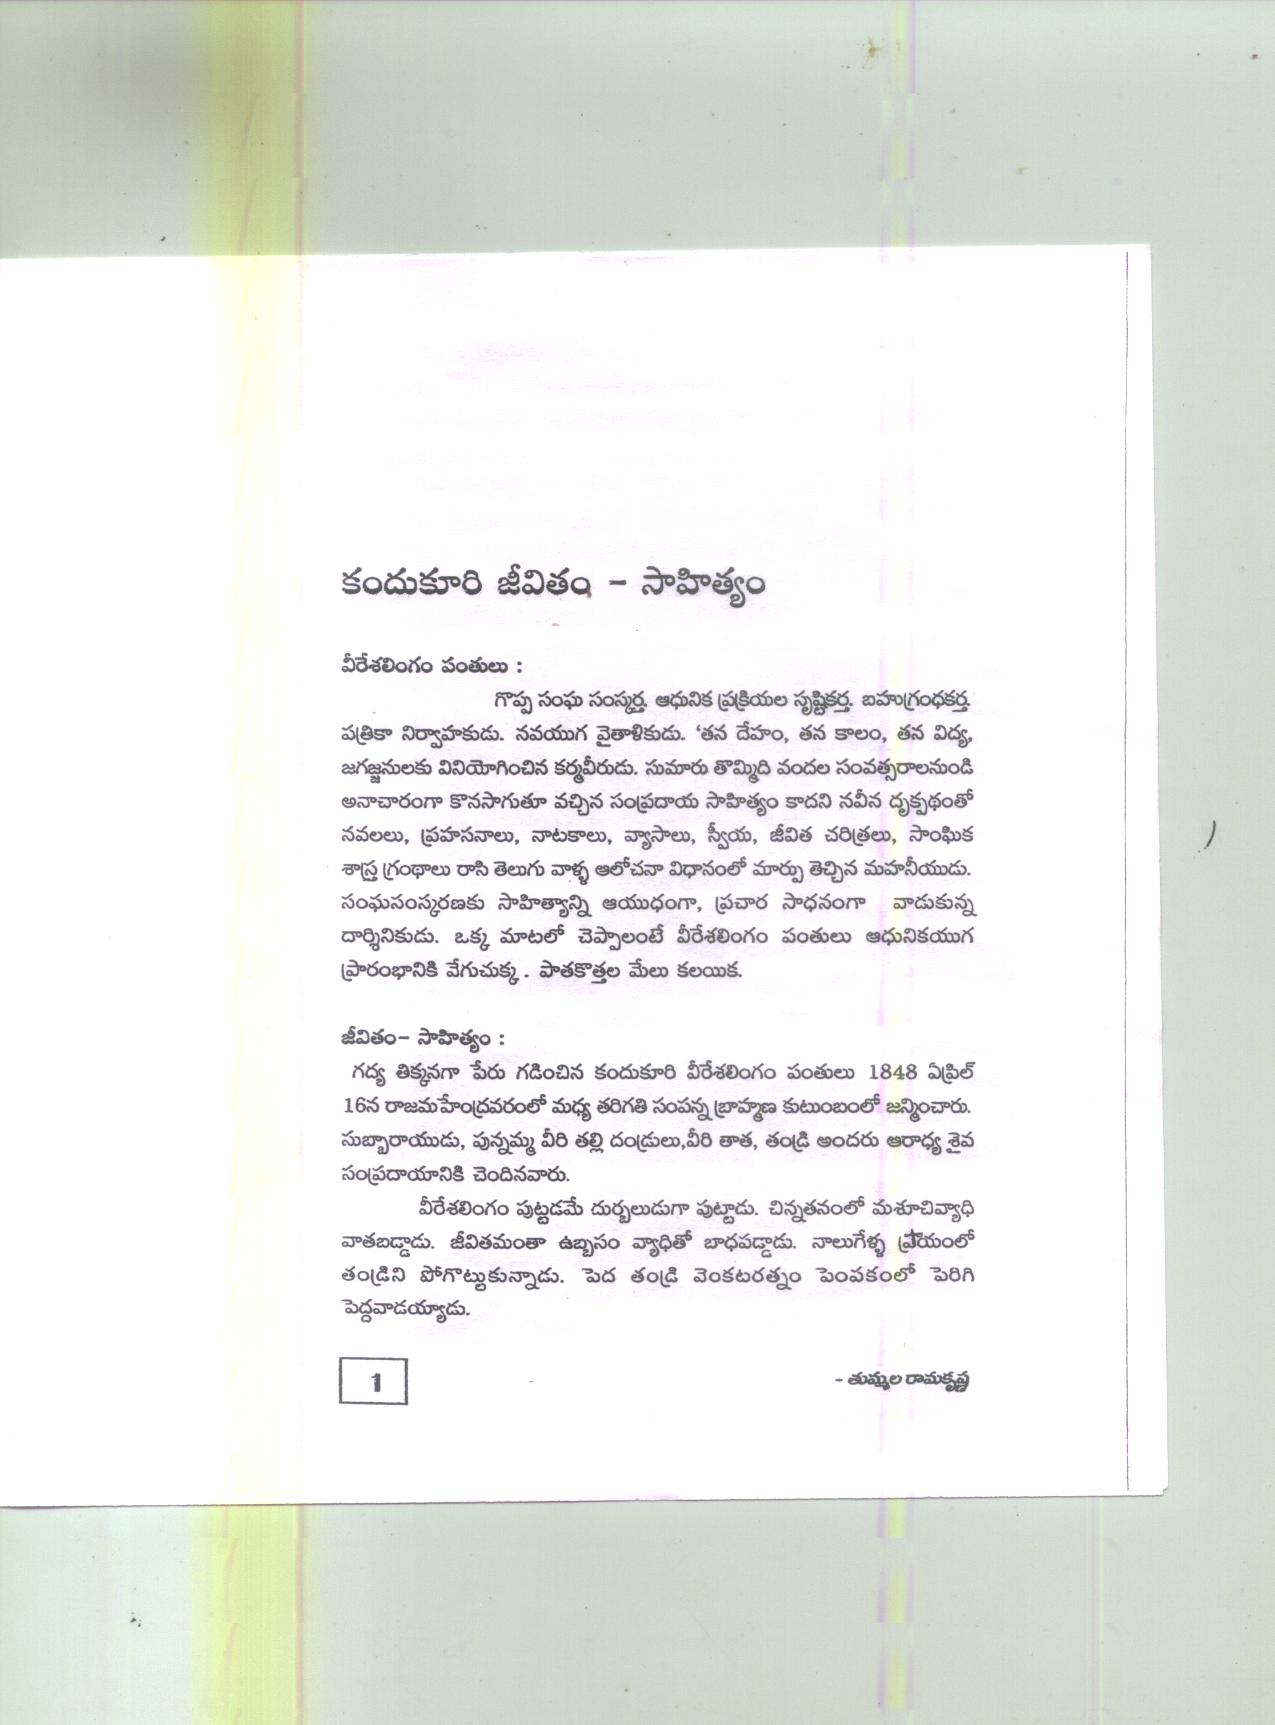 కందుకూరి జీవితం - సాహిత్యం
వీరేశలింగం పంతులు :
గొప్ప సంఘ సంస్కర్త. ఆధునిక ప్రక్రియల సృష్టికర్త. బహుగ్రంధకర్త.
పత్రికా నిర్వాహకుడు. నవయుగ వైతాళికుడు. 'తన దేహం, తన కాలం, తన విద్య,
జగజ్జనులకు వినియోగించిన కర్మవీరుడు. సుమారు తొమ్మిది వందల సంవత్సరాలనుండి
అనాచారంగా కొనసాగుతూ వచ్చిన సంప్రదాయ సాహిత్యం కాదని నవీన దృక్పథంతో
నవలలు, ప్రహసనాలు, నాటకాలు, వ్యాసాలు, స్వీయ, జీవిత చరిత్రలు, సాంఘిక
శాస్త్ర గ్రంథాలు రాసి తెలుగు వాళ్ళ ఆలోచనా విధానంలో మార్పు తెచ్చిన మహనీయుడు.
సంఘసంస్కరణకు సాహిత్యాన్ని ఆయుధంగా, ప్రచార సాధనంగా వాడుకున్న
దార్శినికుడు. ఒక్క మాటలో చెప్పాలంటే వీరేశలింగం పంతులు ఆధునికయుగ
ప్రారంభానికి వేగుచుక్క . పాతకొత్తల మేలు కలయిక.
జీవితం- సాహిత్యం :
గద్య తిక్కనగా పేరు గడించిన కందుకూరి వీరేశలింగం పంతులు 1848 ఏప్రిల్
16న రాజమహేంద్రవరంలో మధ్య తరిగతి సంపన్న బ్రాహ్మణ కుటుంబంలో జన్మించారు.
సుబ్బారాయుడు, పున్నమ్మ వీరి తల్లి దండ్రులు,వీరి తాత, తండ్రి అందరు ఆరాధ్య శైవ
సంప్రదాయానికి చెందినవారు.
వీరేశలింగం పుట్టడమే దుర్బలుడుగా పుట్టాడు. చిన్నతనంలో మశూచివ్యాధి
వాతబడ్డాడు. జీవితమంతా ఉబ్బసం వ్యాధితో బాధపడ్డాడు. నాలుగేళ్ళ ప్రాయంలో
తండ్రిని పోగొట్టుకున్నాడు. పెద తండ్రి వెంకటరత్నం పెంపకంలో పెరిగి
పెద్దవాడయ్యాడు.
1
- తుమ్మల రామకృష్ణ